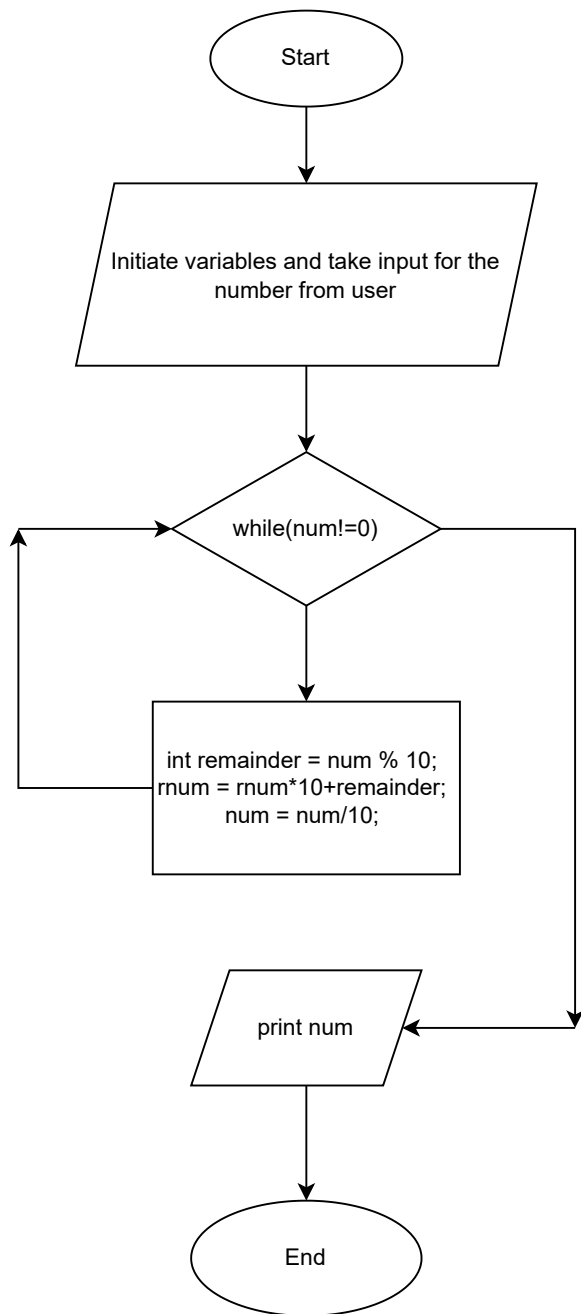 Start
Initiate variables and take input for the
number from user
while(num!=0)
int remainder = num % 10;
rnum = rnum*10+remainder;
num = num/10;
print num
End